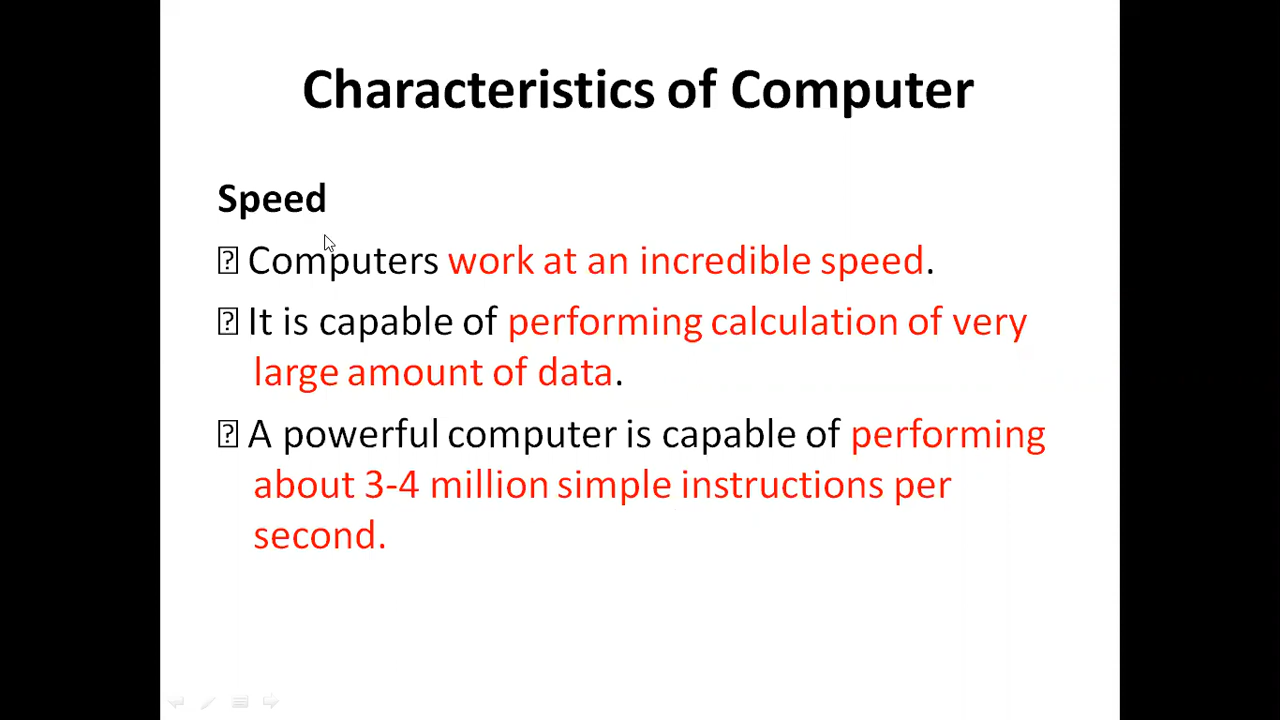 Characteristics of Computer
Speed
⍰ Computers work at an incredible speed.
⍰ It is capable of performing calculation of very
large amount of data.
⍰ A powerful computer is capable of performing
about 3-4 million simple instructions per
second.